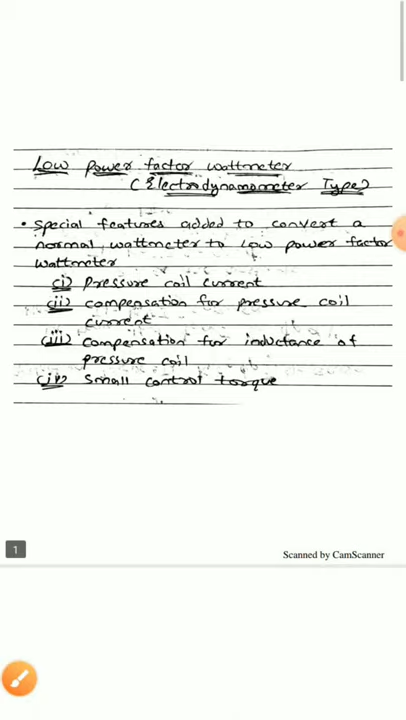 Low power factor wattmeter
(Electrodynamometer Type)
• special features added to convert a
normal wattmeter to low power factor
wattmeter
(i) pressure coil current
(ii) compensation for pressure coil
current
(iii) compensation for inductance of
pressure coil
(iv) small control torque
1
Scanned by CamScanner